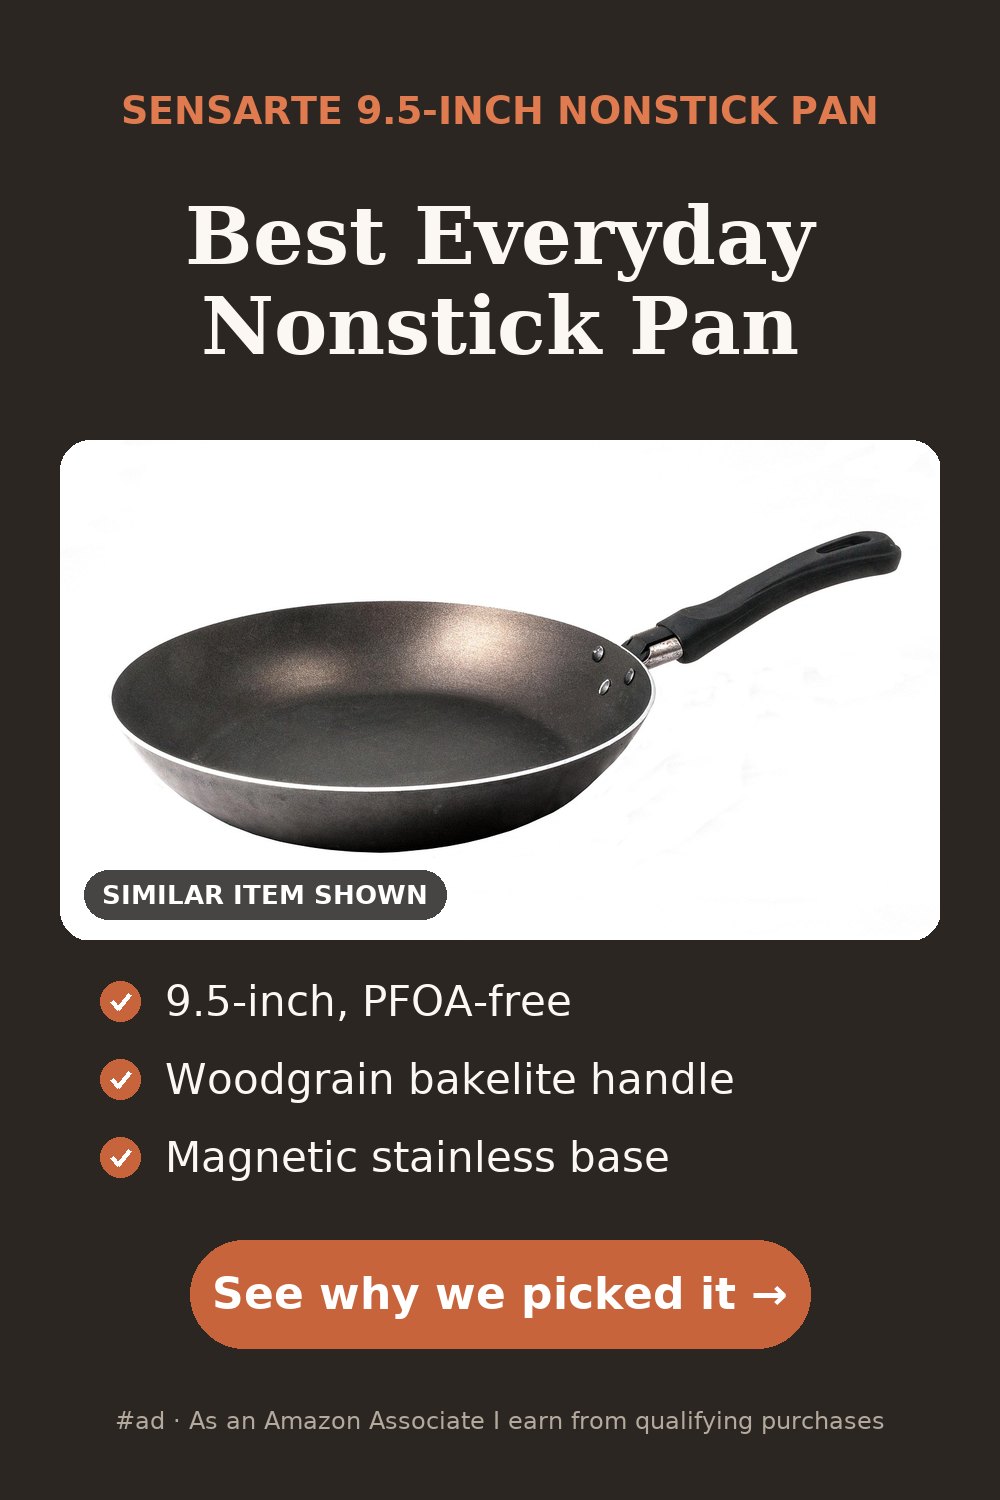 SENSARTE 9.5-INCH NONSTICK PAN
Best Everyday
Nonstick Pan
SIMILAR ITEM SHOWN
9.5-inch, PFOA-free
Woodgrain bakelite handle
Magnetic stainless base
See why we picked it →
#ad · As an Amazon Associate I earn from qualifying purchases